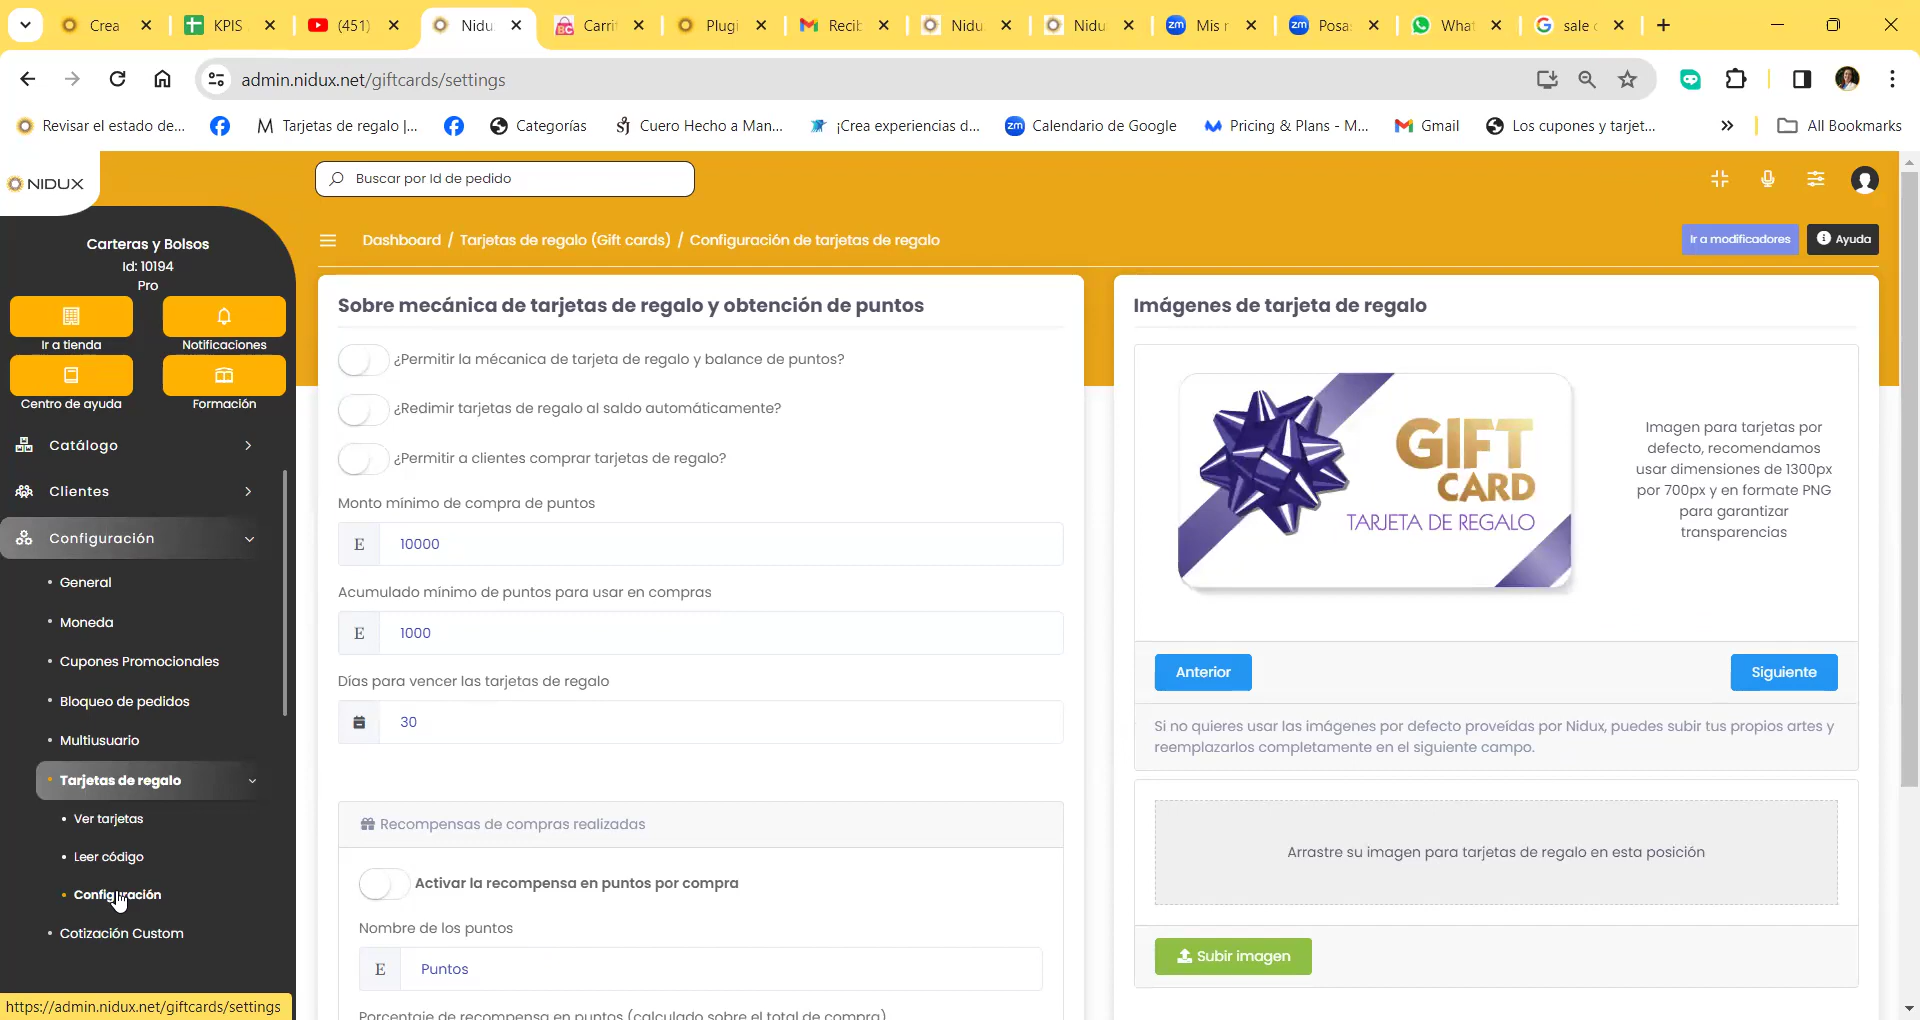 Crea
KPIS
(451)
Nidu
Carri
Plugi
Recib
Nidu
Nidu
Mis r
Posa
What
sale
admin.nidux.net/giftcards/settings
Revisar el estado de...
Tarjetas de regalo |...
Categorías
Cuero Hecho a Man...
¡Crea experiencias d...
Calendario de Google
Pricing & Plans - M...
Gmail
Los cupones y tarjet...
All Bookmarks
NIDUX
Buscar por Id de pedido
Dashboard / Tarjetas de regalo (Gift cards) / Configuración de tarjetas de regalo
Ir a modificadores
Ayuda
Carteras y Bolsos
Id: 10194
Pro
Ir a tienda
Notificaciones
Centro de ayuda
Formación
Catálogo
Clientes
Configuración
General
Moneda
Cupones Promocionales
Bloqueo de pedidos
Multiusuario
Tarjetas de regalo
Ver tarjetas
Leer código
Configuración
Cotización Custom
https://admin.nidux.net/giftcards/settings
Sobre mecánica de tarjetas de regalo y obtención de puntos
¿Permitir la mécanica de tarjeta de regalo y balance de puntos?
¿Redimir tarjetas de regalo al saldo automáticamente?
¿Permitir a clientes comprar tarjetas de regalo?
Monto mínimo de compra de puntos
E 10000
Acumulado mínimo de puntos para usar en compras
E 1000
Días para vencer las tarjetas de regalo
30
Recompensas de compras realizadas
Activar la recompensa en puntos por compra
Nombre de los puntos
E Puntos
Porcentaje de recompensa en puntos (calculado sobre el total de compra)
Imágenes de tarjeta de regalo
GIFT
CARD
TARJETA DE REGALO
Imagen para tarjetas por
defecto, recomendamos
usar dimensiones de 1300px
por 700px y en formate PNG
para garantizar
transparencias
Anterior
Siguiente
Si no quieres usar las imágenes por defecto proveídas por Nidux, puedes subir tus propios artes y
reemplazarlos completamente en el siguiente campo.
Arrastre su imagen para tarjetas de regalo en esta posición
Subir imagen